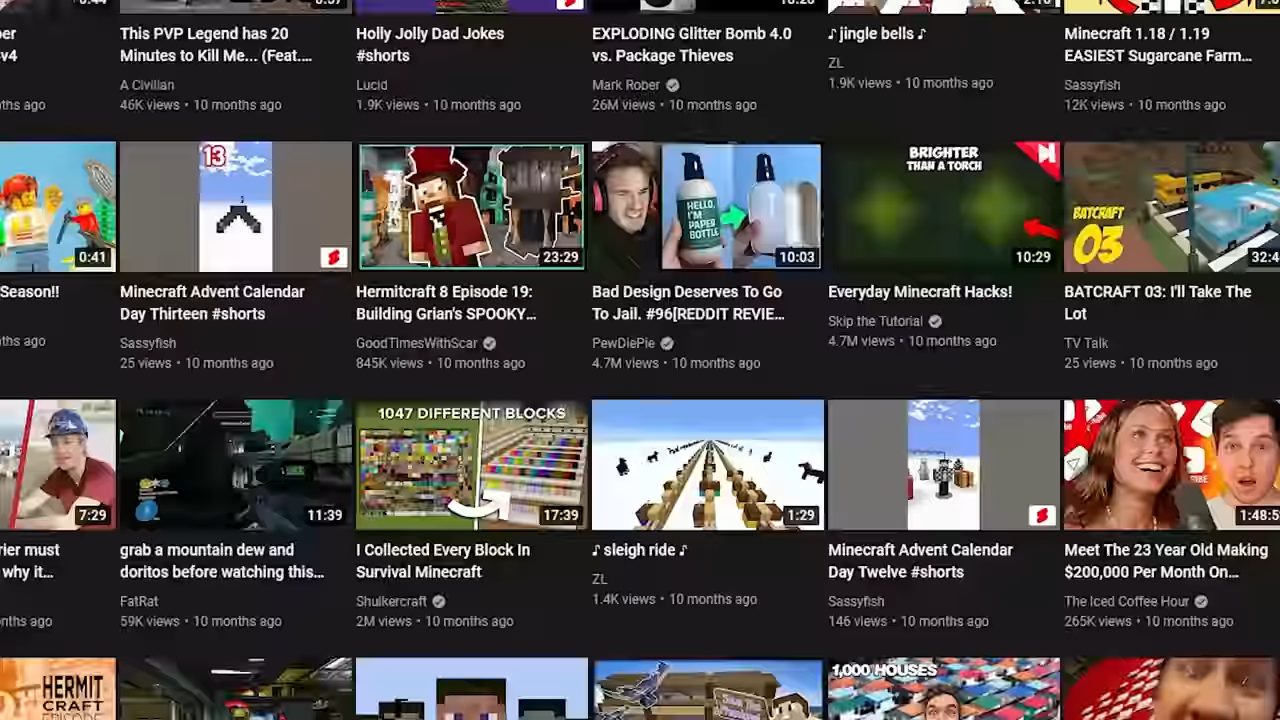 This PVP Legend has 20
Minutes to Kill Me... (Feat....
A Civilian
46K views • 10 months ago
Holly Jolly Dad Jokes
#shorts
Lucid
1.9K views • 10 months ago
EXPLODING Glitter Bomb 4.0
vs. Package Thieves
Mark Rober
26M views • 10 months ago
♪ jingle bells ♪
ZL
1.9K views • 10 months ago
Minecraft 1.18 / 1.19
EASIEST Sugarcane Farm...
Sassyfish
12K views • 10 months ago
v4
ago
0:41
Season!!
ago
13
Minecraft Advent Calendar
Day Thirteen #shorts
Sassyfish
25 views • 10 months ago
23:29
Hermitcraft 8 Episode 19:
Building Grian's SPOOKY...
GoodTimesWithScar
845K views • 10 months ago
HELLO,
I'M
PAPER
BOTTLE
10:03
Bad Design Deserves To Go
To Jail. #96[REDDIT REVIE...
PewDiePie
4.7M views • 10 months ago
BRIGHTER
THAN A TORCH
10:29
Everyday Minecraft Hacks!
Skip the Tutorial
4.7M views • 10 months ago
BATCRAFT
03
32:4
BATCRAFT 03: I'll Take The
Lot
TV Talk
25 views • 10 months ago
7:29
rier must
why it...
ago
11:39
grab a mountain dew and
doritos before watching this...
FatRat
59K views • 10 months ago
1047 DIFFERENT BLOCKS
17:39
I Collected Every Block In
Survival Minecraft
Shulkercraft
2M views • 10 months ago
1:29
♪ sleigh ride ♪
ZL
1.4K views • 10 months ago
Minecraft Advent Calendar
Day Twelve #shorts
Sassyfish
146 views • 10 months ago
1:48:5
Meet The 23 Year Old Making
$200,000 Per Month On...
The Iced Coffee Hour
265K views • 10 months ago
HERMIT
CRAFT
EPISODE
1,000 HOUSES